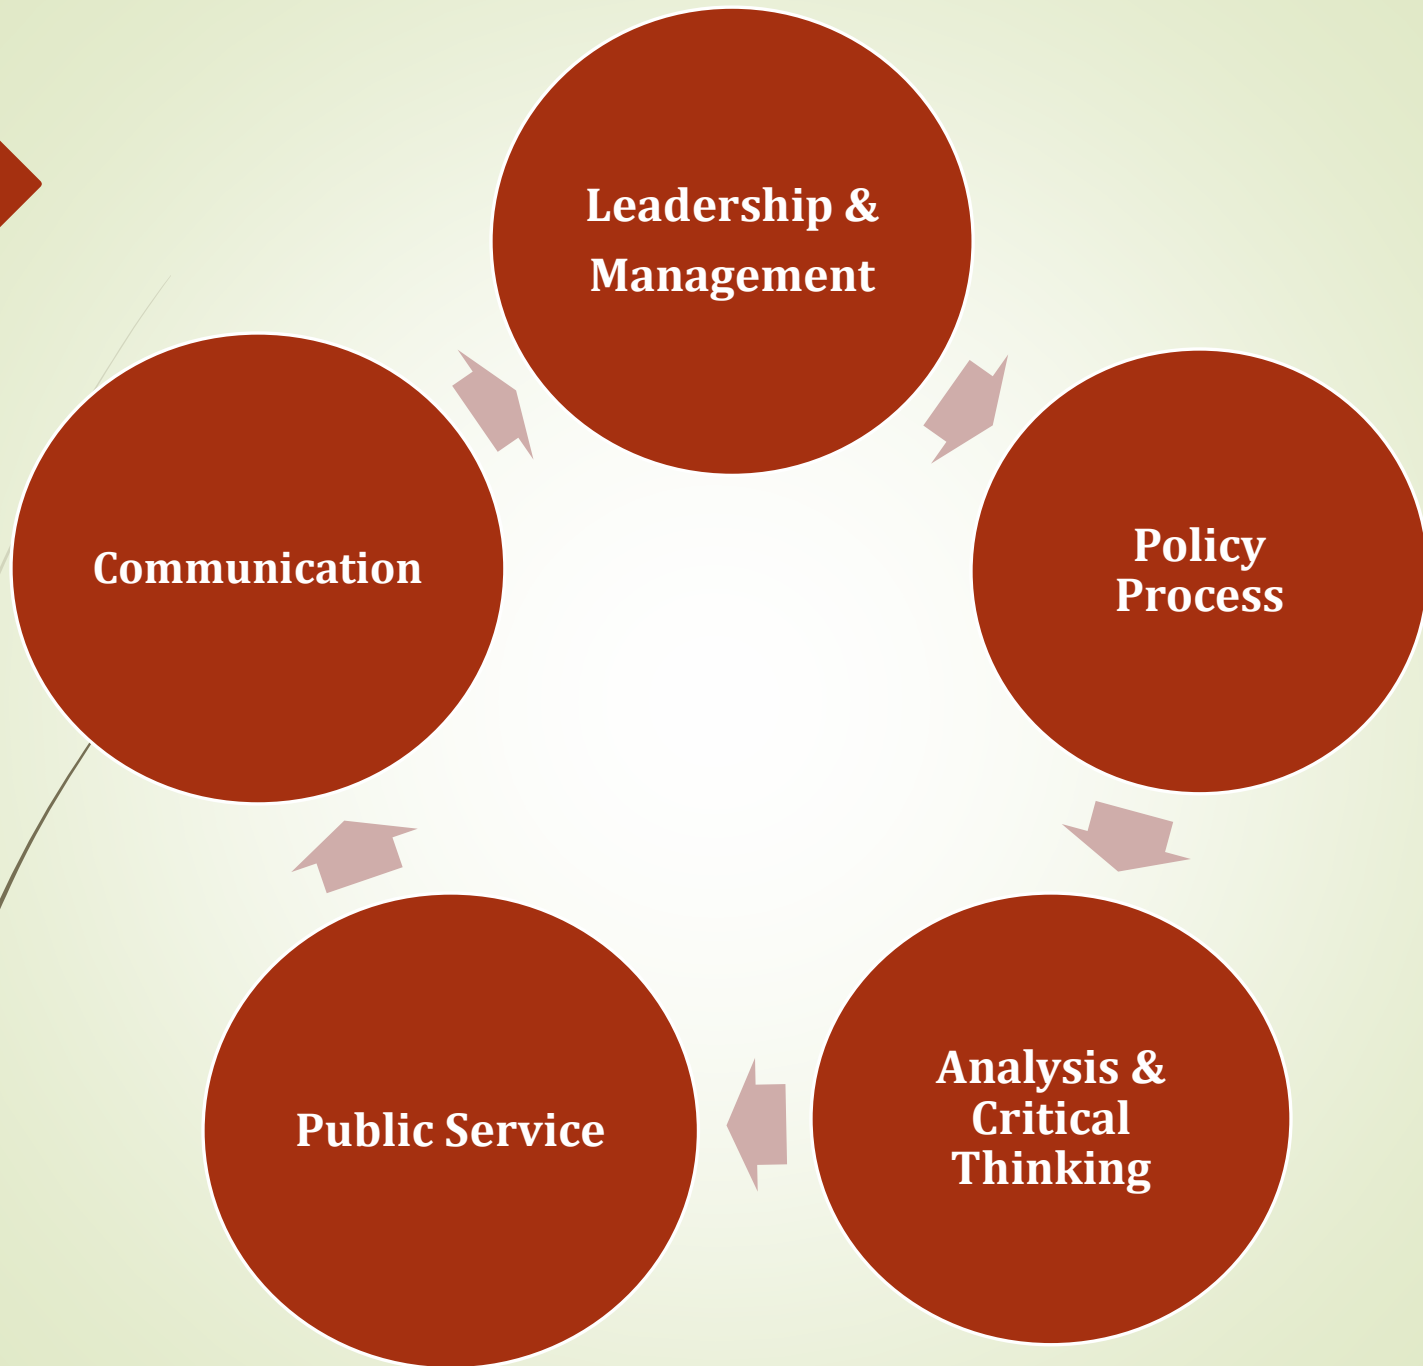 Leadership &
Management
Policy
Process
Analysis &
Critical
Thinking
Public Service
Communication